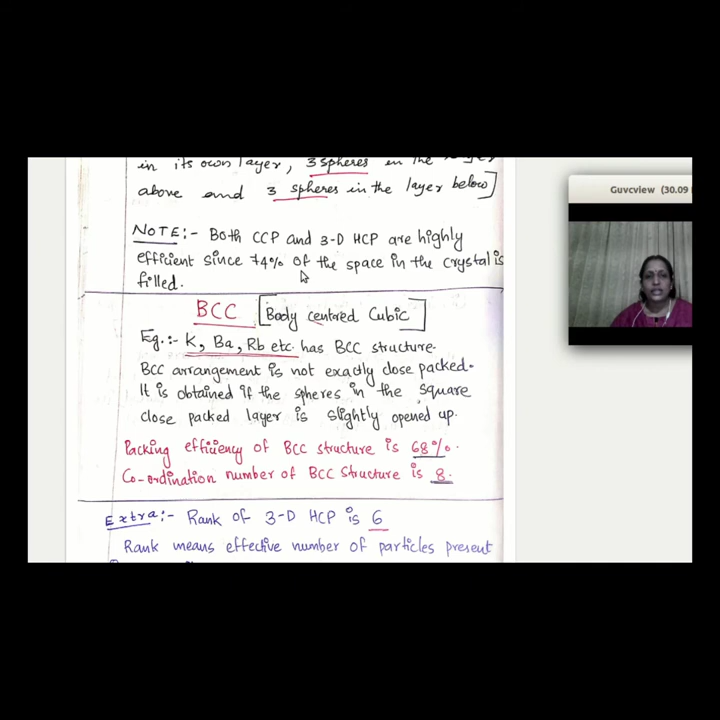 in its own layer, 3 spheres in the layer
above and 3 spheres in the layer below]
NOTE:- Both CCP and 3-D HCP are highly
efficient since 74% of the space in the crystal is
filled.
BCC [Body centred Cubic]
Eg:- K, Ba, Rb etc. has BCC structure.
BCC arrangement is not exactly close packed.
It is obtained if the spheres in the square
close packed layer is slightly opened up.
Packing efficiency of BCC structure is 68%.
Co-ordination number of BCC Structure is 8.
Extra:- Rank of 3-D HCP is 6
Rank means effective number of particles present
Guvcview (30.09